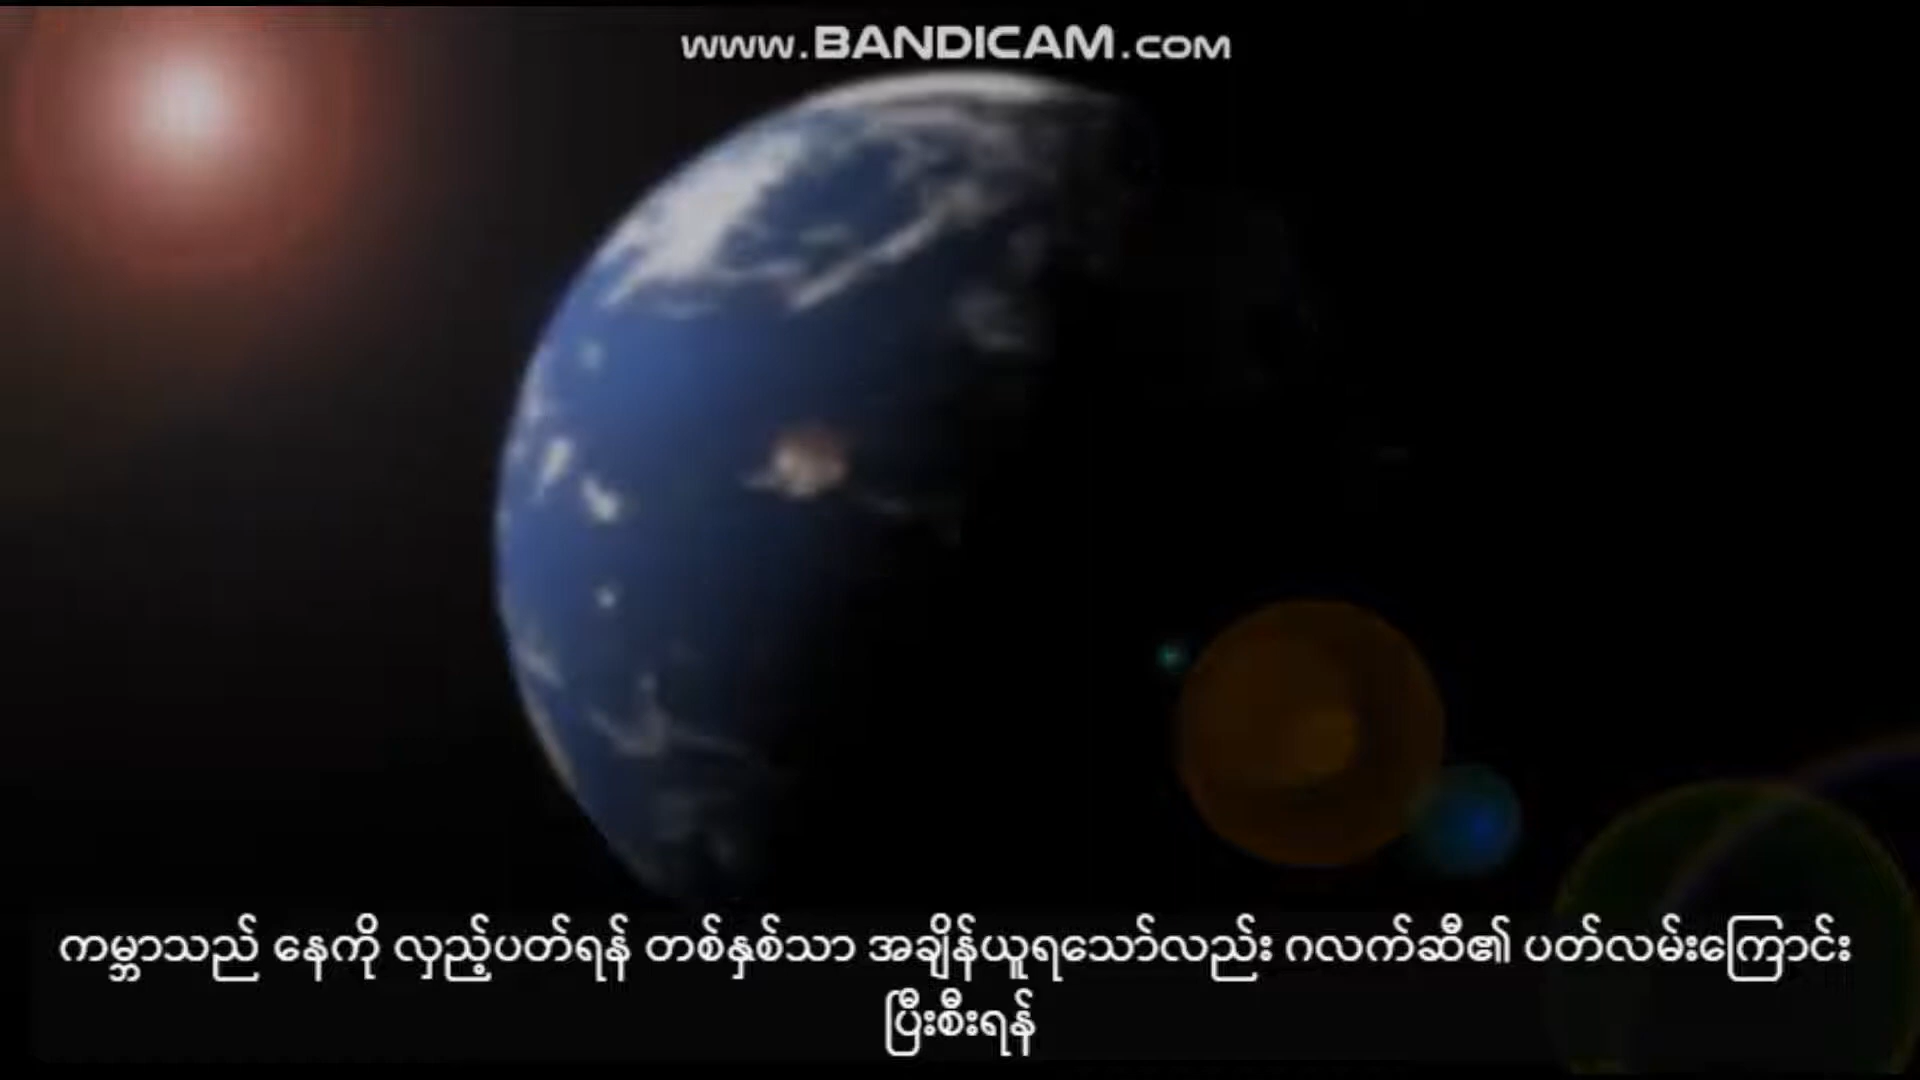 www.BANDICAM.COM
ကမ္ဘာသည် နေကို လှည့်ပတ်ရန် တစ်နှစ်သာ အချိန်ယူရသော်လည်း ဂလက်ဆီ၏ ပတ်လမ်းကြောင်း
ပြီးစီးရန်